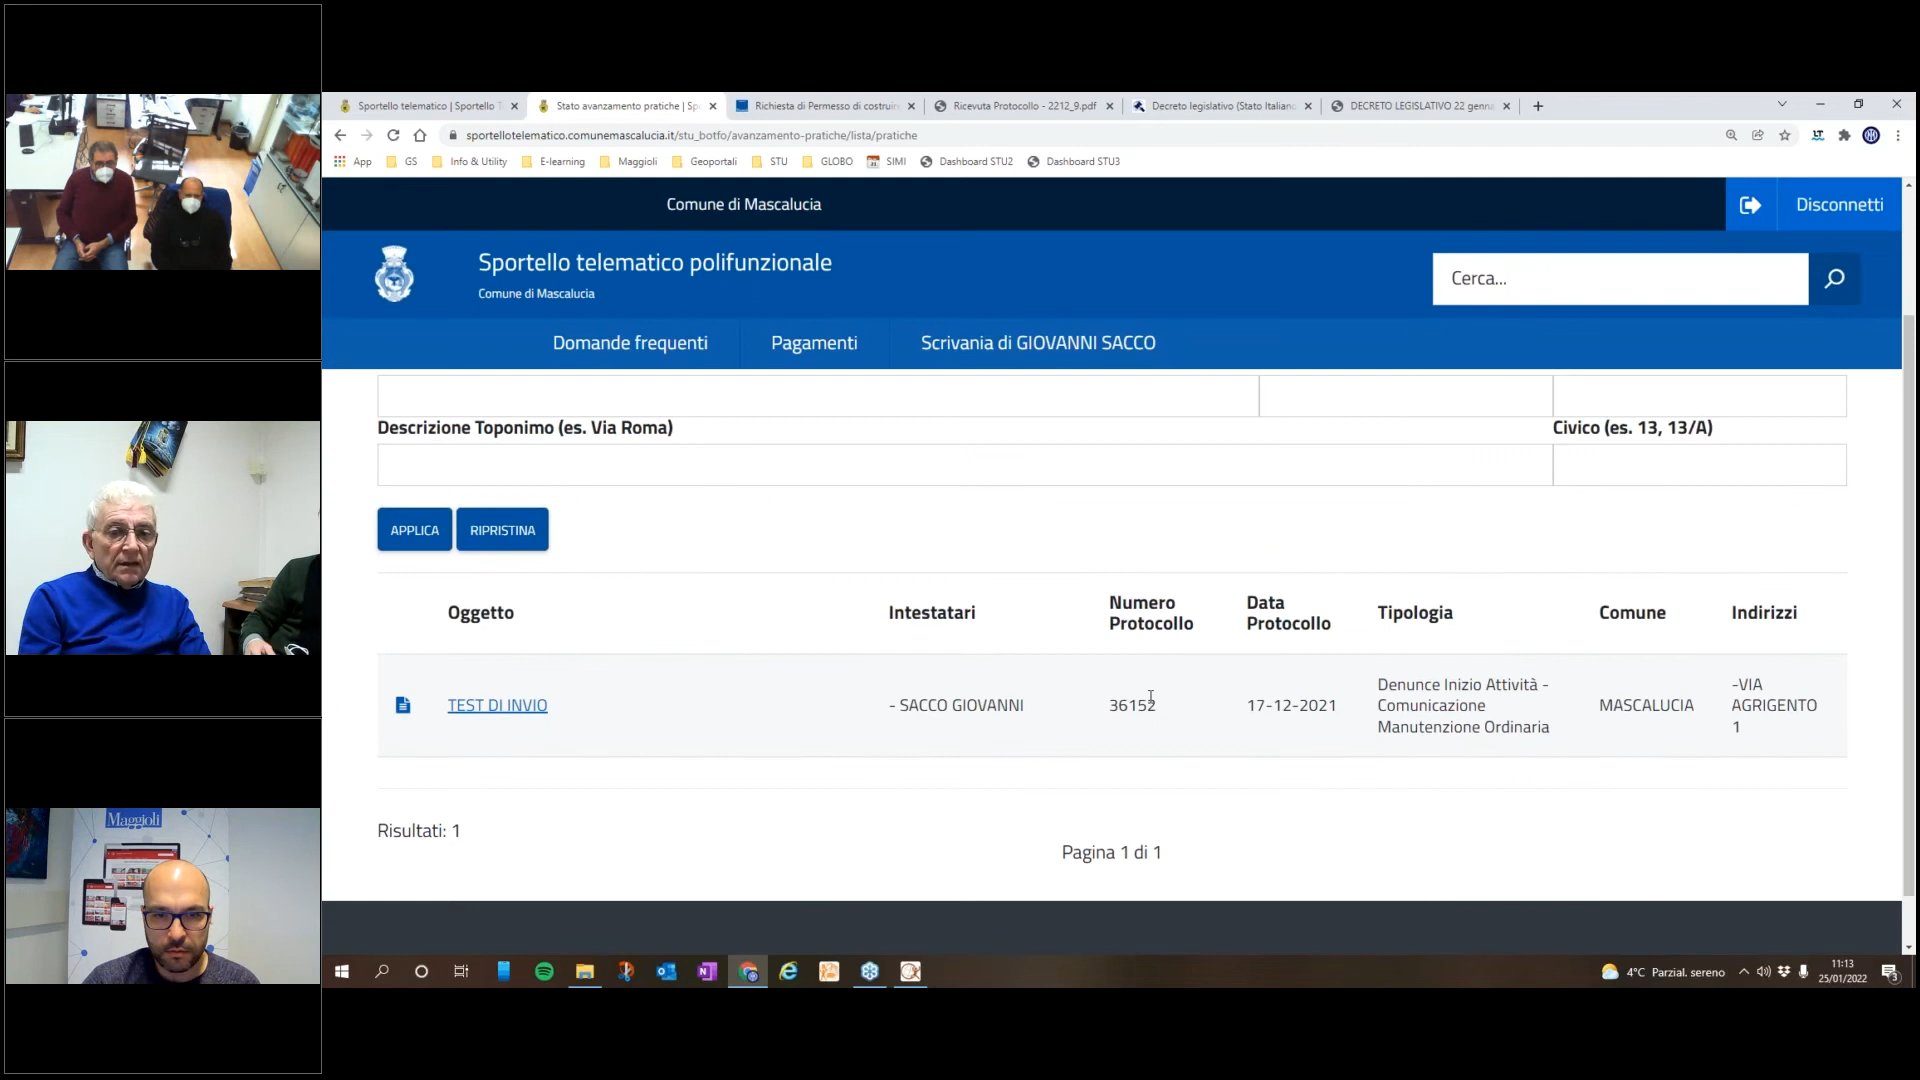 Sportello telematico | Sportello T
Stato avanzamento pratiche | Sp
Richiesta di Permesso di costruir
Ricevuta Protocollo - 2212_9.pdf
Decreto legislativo (Stato Italiano
DECRETO LEGISLATIVO 22 genna
sportellotelematico.comunemascalucia.it/stu_botfo/avanzamento-pratiche/lista/pratiche
App
GS
Info & Utility
E-learning
Maggioli
Geoportali
STU
GLOBO
SIMI
Dashboard STU2
Dashboard STU3
Comune di Mascalucia
Disconnetti
Sportello telematico polifunzionale
Comune di Mascalucia
Cerca...
Domande frequenti
Pagamenti
Scrivania di GIOVANNI SACCO
Descrizione Toponimo (es. Via Roma)
Civico (es. 13, 13/A)
APPLICA
RIPRISTINA
Oggetto
Intestatari
Numero
Protocollo
Data
Protocollo
Tipologia
Comune
Indirizzi
TEST DI INVIO
- SACCO GIOVANNI
36152
17-12-2021
Denunce Inizio Attività -
Comunicazione
Manutenzione Ordinaria
MASCALUCIA
-VIA
AGRIGENTO
1
Risultati: 1
Pagina 1 di 1
4°C Parzial. sereno
11:13
25/01/2022
3
Maggioli